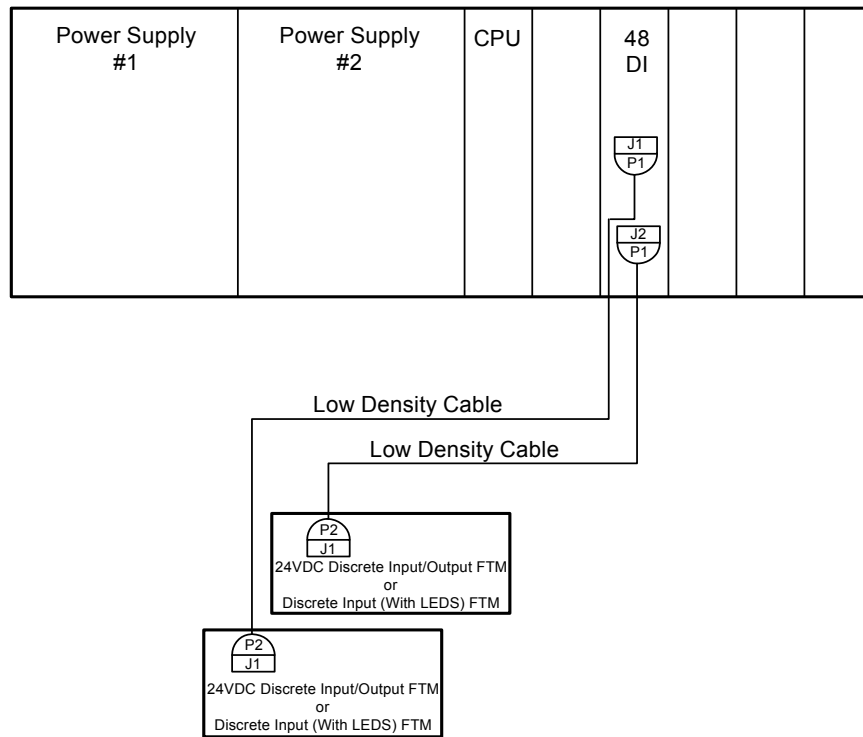 Power Supply
#1
Power Supply
#2
CPU
48
DI
J1
P1
J2
P1
Low Density Cable
Low Density Cable
P2
J1
24VDC Discrete Input/Output FTM
or
Discrete Input (With LEDS) FTM
P2
J1
24VDC Discrete Input/Output FTM
or
Discrete Input (With LEDS) FTM